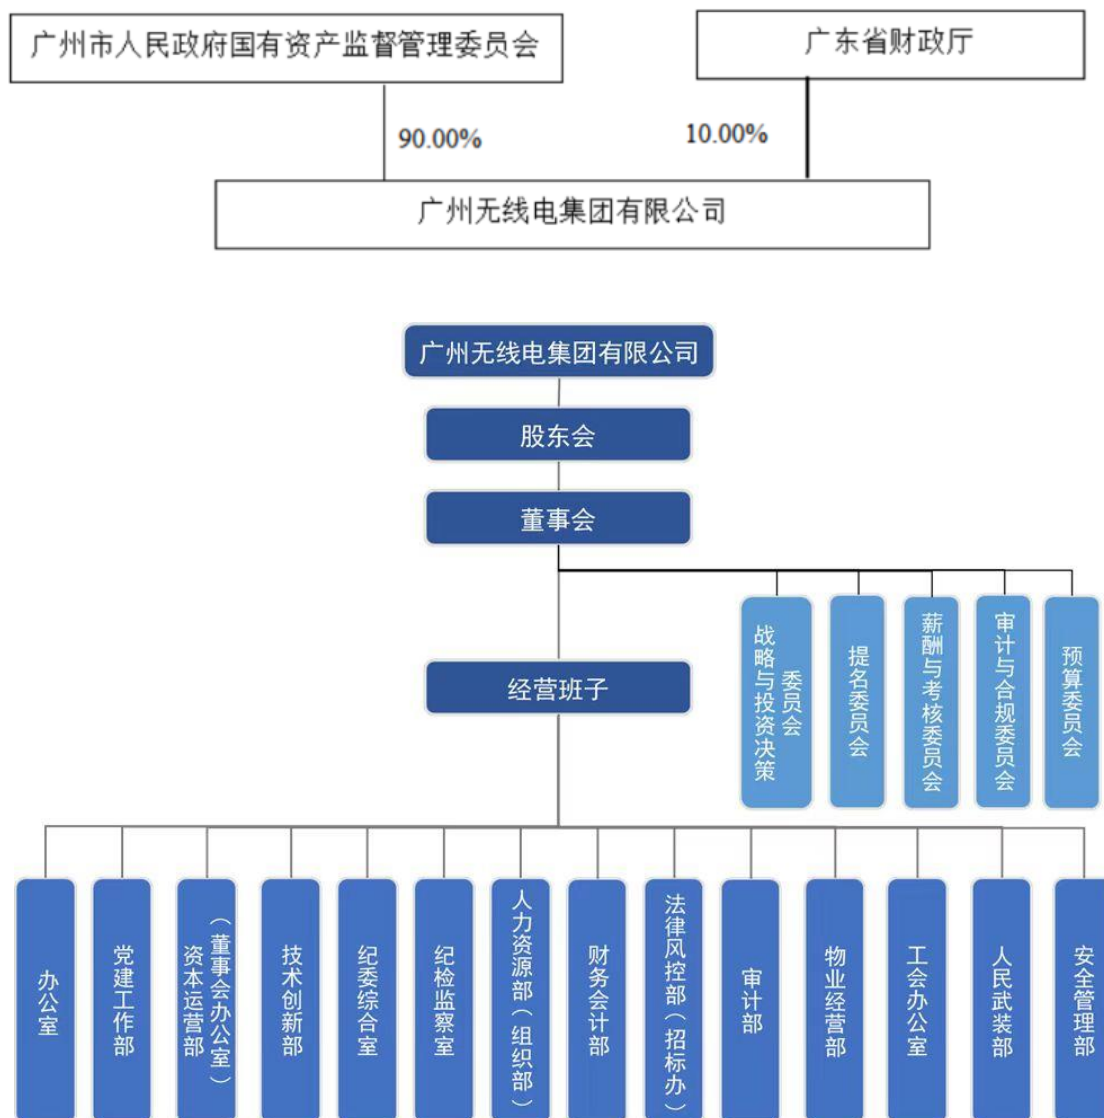 广州市人民政府国有资产监督管理委员会
广东省财政厅
90.00%
10.00%
广州无线电集团有限公司
广州无线电集团有限公司
股东会
董事会
战略与投资决策
委员会
提名委员会
薪酬与考核委员会
审计与合规委员会
预算委员会
经营班子
办公室
党建工作部
资本运营部
（董事会办公室）
技术创新部
纪委综合室
纪检监察室
人力资源部（组织部）
财务会计部
法律风控部（招标办）
审计部
物业经营部
工会办公室
人民武装部
安全管理部